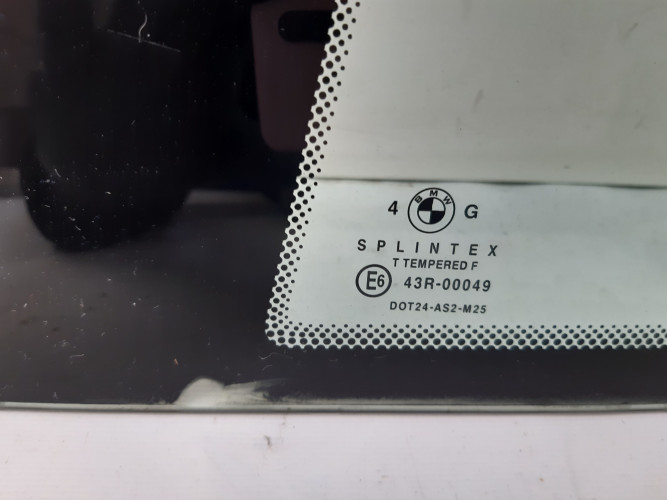 4 BMW G
SPLINTEX
T TEMPERED F
E6 43R-00049
DOT24-AS2-M25